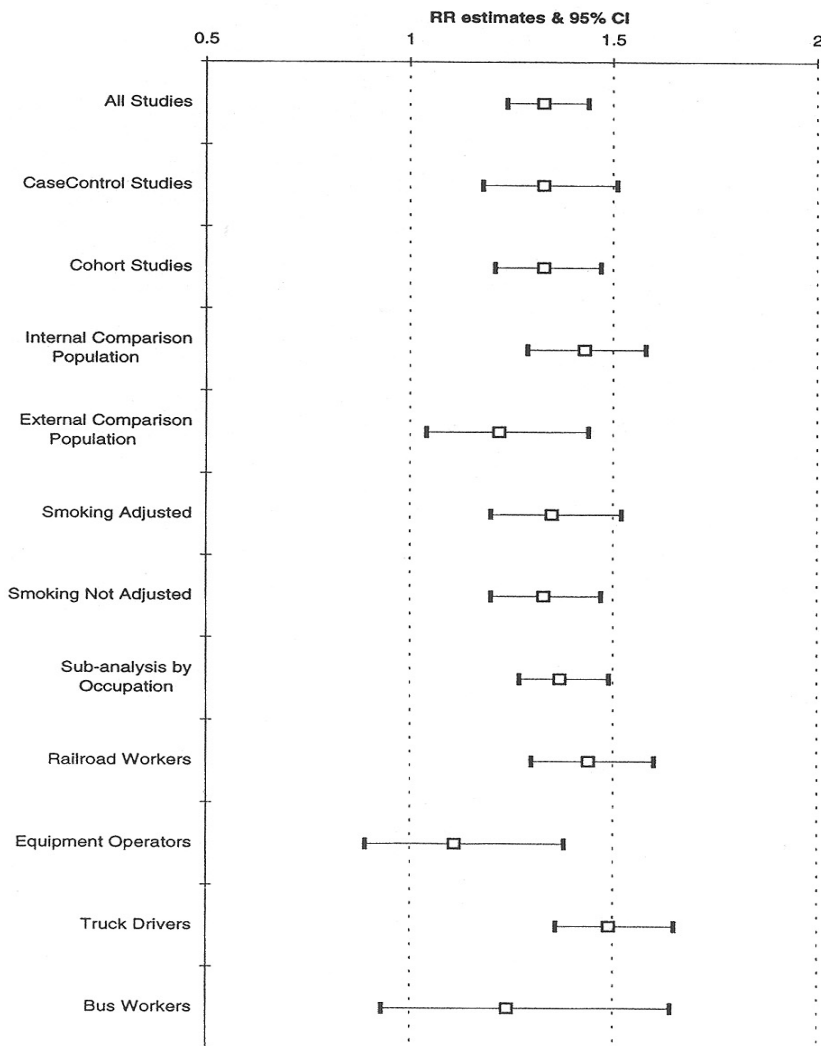 RR estimates & 95% CI
0.5 1 1.5 2
All Studies
CaseControl Studies
Cohort Studies
Internal Comparison
Population
External Comparison
Population
Smoking Adjusted
Smoking Not Adjusted
Sub-analysis by
Occupation
Railroad Workers
Equipment Operators
Truck Drivers
Bus Workers